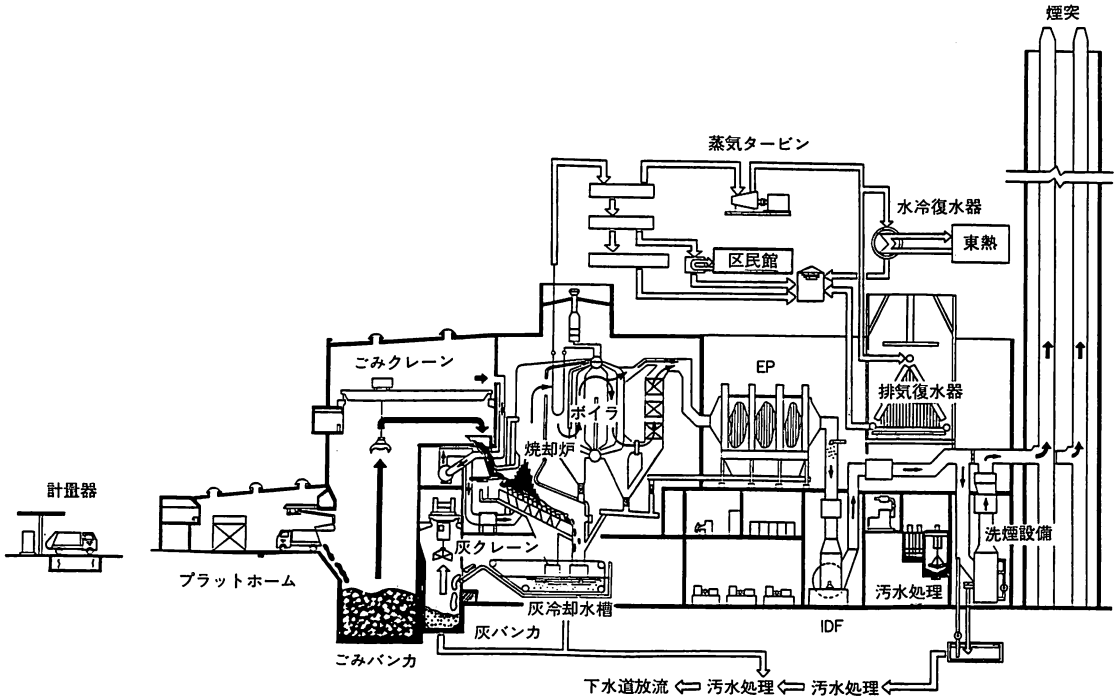 煙突
蒸気タービン
水冷復水器
東熱
区民館
ごみクレーン
EP
排気復水器
ボイラ
焼却炉
計量器
洗煙設備
灰クレーン
プラットホーム
汚水処理
灰冷却水槽
IDF
灰バンカ
ごみバンカ
下水道放流
汚水処理
汚水処理